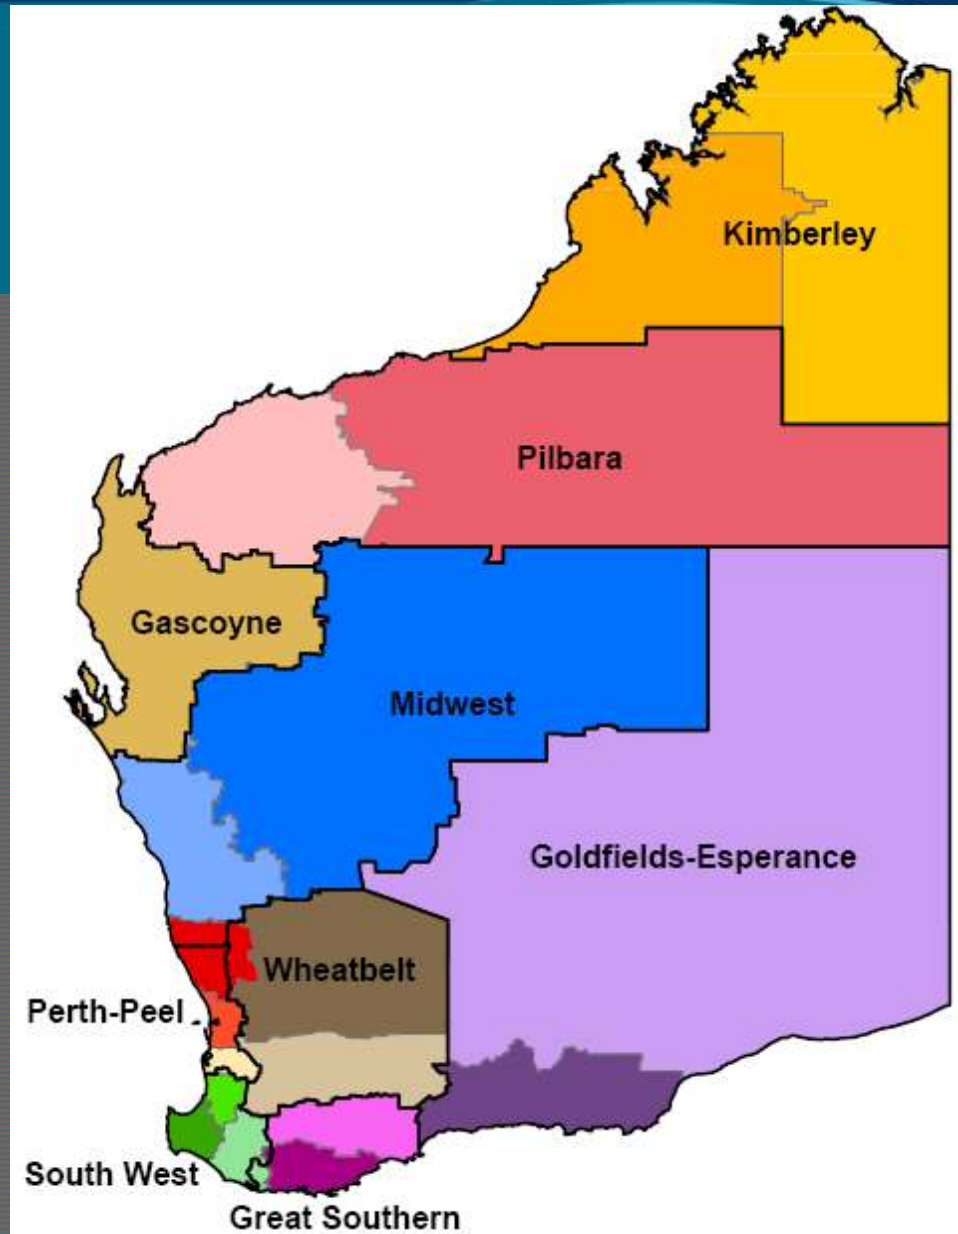 Kimberley
Pilbara
Gascoyne
Midwest
Goldfields-Esperance
Wheatbelt
Perth-Peel
South West
Great Southern